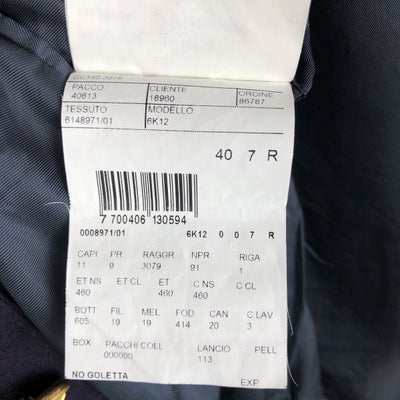 PACCO CLIENTE ORDINE
40613 18960 86787
TESSUTO MODELLO
6148971/01 6K12
40 7 R
7 700406 130594
0008971/01 6K12 0 0 7 R
CAPI PR RAGGR NPR RIGA
11 9 3079 91 1
ET NS ET CL ET C NS C CL
460 460 460
BOTT FIL MEL FOD CAN C LAV
605 19 19 414 20 3
BOX PACCHI COLL LANCIO PELL
000000 113
NO GOLETTA EXP